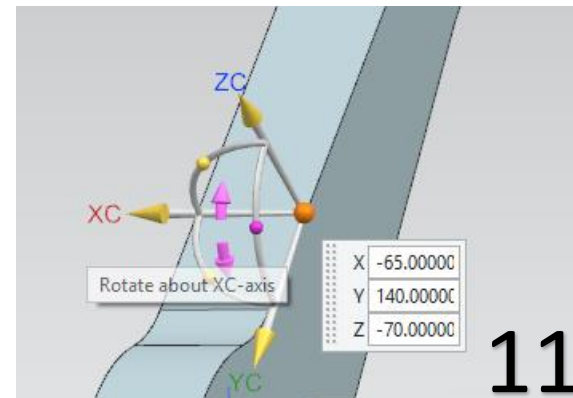 ZC
XC
Rotate about XC-axis
X -65.00000
Y 140.00000
Z -70.00000
YC
11